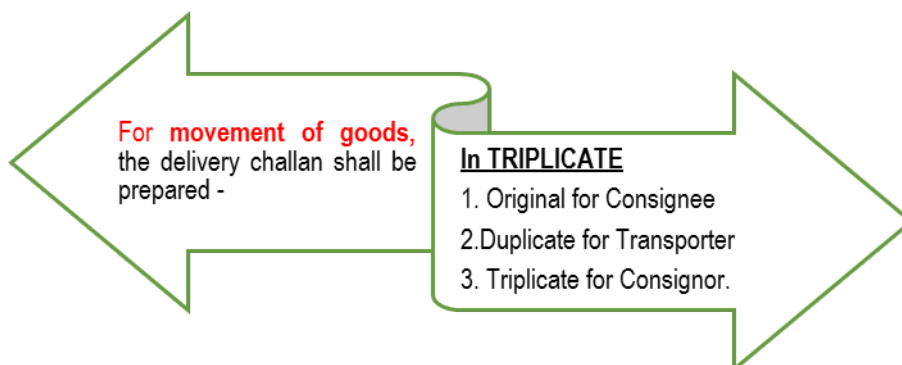 For movement of goods,
the delivery challan shall be
prepared -
In TRIPLICATE
1. Original for Consignee
2.Duplicate for Transporter
3. Triplicate for Consignor.